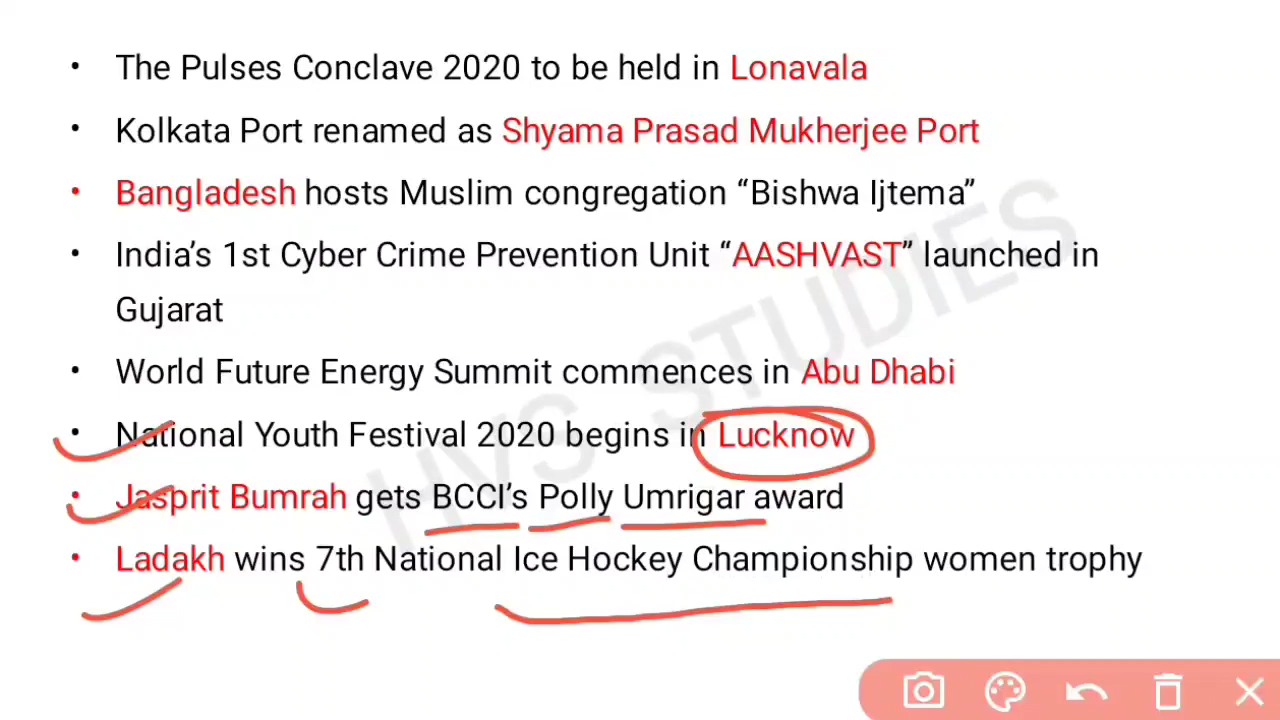 • The Pulses Conclave 2020 to be held in Lonavala
• Kolkata Port renamed as Shyama Prasad Mukherjee Port
• Bangladesh hosts Muslim congregation “Bishwa Ijtema”
• India’s 1st Cyber Crime Prevention Unit “AASHVAST” launched in
Gujarat
• World Future Energy Summit commences in Abu Dhabi
• National Youth Festival 2020 begins in Lucknow
• Jasprit Bumrah gets BCCI’s Polly Umrigar award
• Ladakh wins 7th National Ice Hockey Championship women trophy
HVS STUDIES